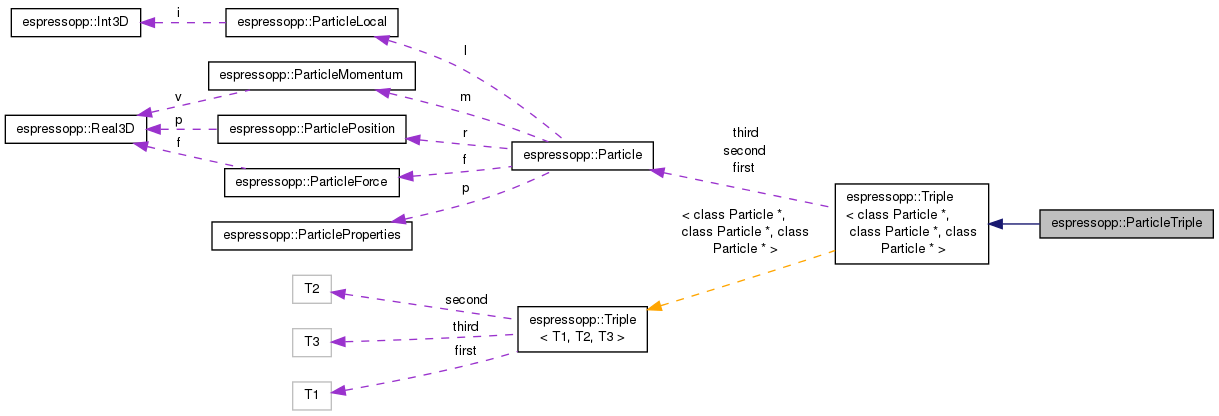 espressopp::Int3D
i
espressopp::ParticleLocal
l
espressopp::ParticleMomentum
m
v
espressopp::Real3D
p
f
espressopp::ParticlePosition
r
espressopp::Particle
f
espressopp::ParticleForce
p
espressopp::ParticleProperties
third
second
first
espressopp::Triple
< class Particle *,
class Particle *, class
Particle * >
espressopp::ParticleTriple
< class Particle *,
class Particle *, class
Particle * >
T2
second
espressopp::Triple
< T1, T2, T3 >
third
T3
first
T1